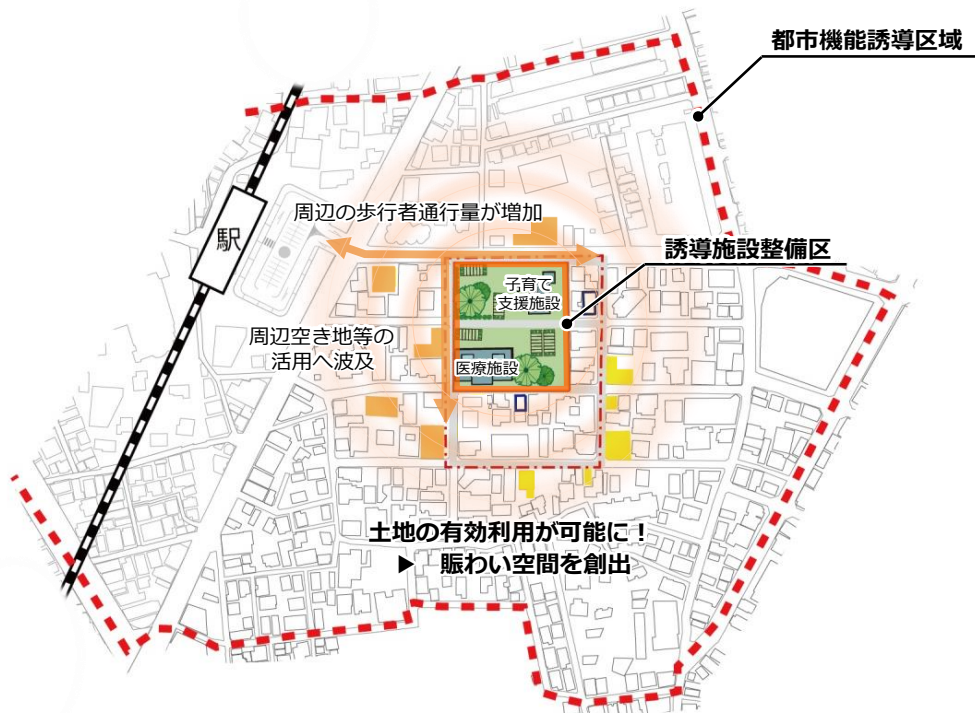 都市機能誘導区域
周辺の歩行者通行量が増加
駅
誘導施設整備区
子育て
支援施設
周辺空き地等の
活用へ波及
医療施設
土地の有効利用が可能に！
▶ 賑わい空間を創出